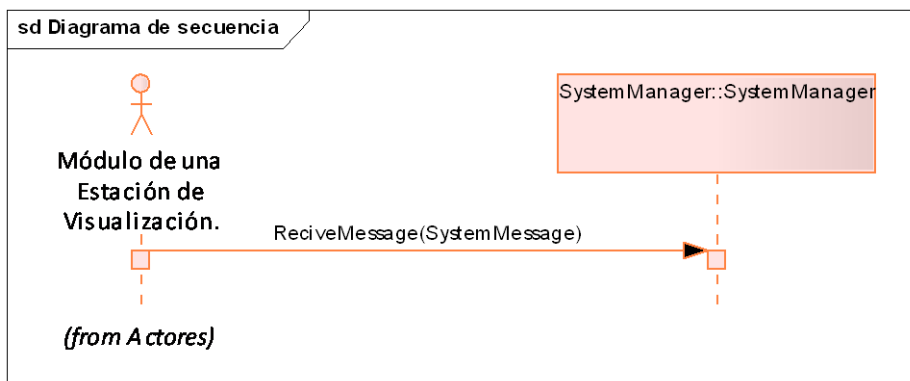 sd Diagrama de secuencia
SystemManager::SystemManager
Módulo de una
Estación de
Visualización.
ReciveMessage(SystemMessage)
(from Actores)